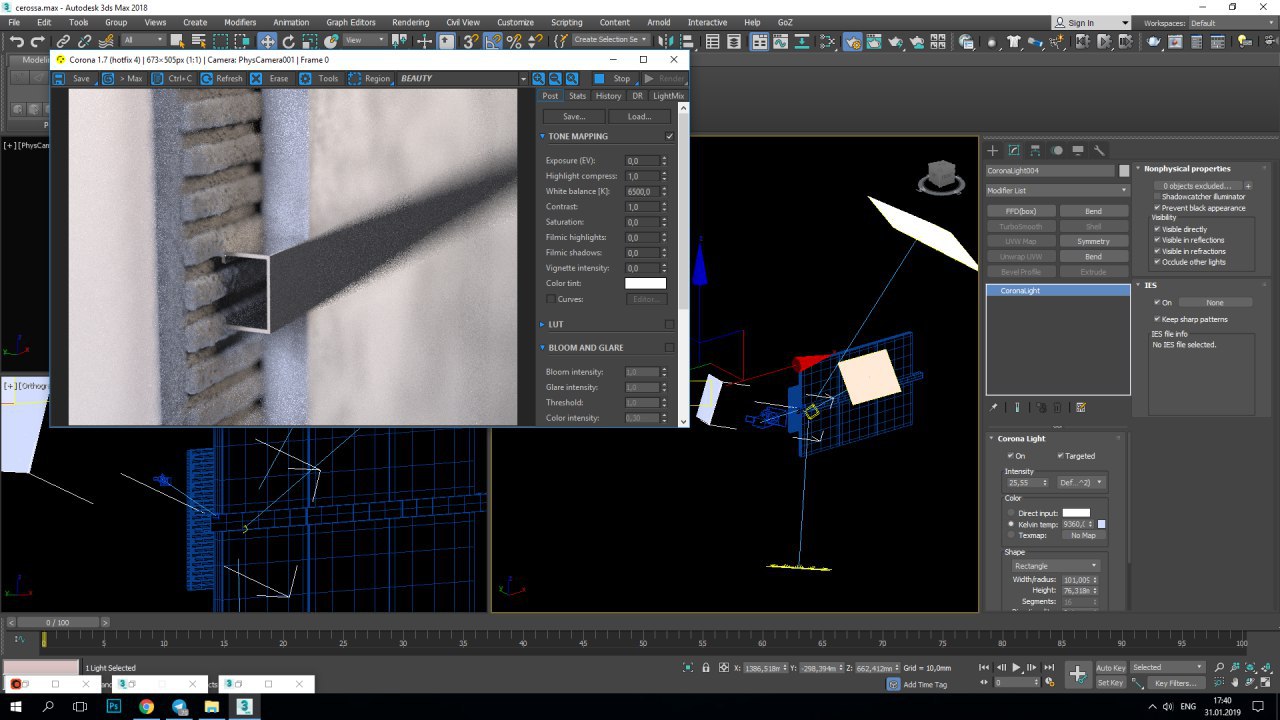 cerossa.max - Autodesk 3ds Max 2018
File Edit Tools Group Views Create Modifiers Animation Graph Editors Rendering Civil View Customize Scripting Content Arnold Interactive Help GoZ
Sign In Workspaces: Default
All View Create Selection Se
Corona 1.7 (hotfix 4) | 673×505px (1:1) | Camera: PhysCamera001 | Frame 0
Save > Max Ctrl+C Refresh Erase Tools Region BEAUTY Stop Render
Post Stats History DR LightMix
Save... Load...
TONE MAPPING
Exposure (EV): 0,0
Highlight compress: 1,0
White balance [K]: 6500,0
Contrast: 1,0
Saturation: 0,0
Filmic highlights: 0,0
Filmic shadows: 0,0
Vignette intensity: 0,0
Color tint:
Curves: Editor...
LUT
BLOOM AND GLARE
Bloom intensity: 1,0
Glare intensity: 1,0
Threshold: 1,0
Color intensity: 0,30
[+] [PhysCam
[+] [Orthogr
CoronaLight004
Modifier List
FFD(box) Bend
TurboSmooth Shell
UVW Map Symmetry
Unwrap UVW Bend
Bevel Profile Extrude
CoronaLight
Corona Light
On Targeted
Intensity
25,55
Color
Direct input:
Kelvin temp: 9360,
Texmap: No Map
Shape
Rectangle
Width/radius: 101,009
Height: 76,318m
Segments: 16
Nonphysical properties
0 objects excluded... +
Shadowcatcher illuminator
Prevent black appearance
Visibility
Visible directly
Visible in reflections
Visible in refractions
Occlude other lights
IES
On None
Keep sharp patterns
IES file info
No IES file selected.
0 / 100
0 5 10 15 20 25 30 35 40 45 50 55 60 65 70 75 80 85 90 95 100
1 Light Selected
X: 1386,518m Y: -298,394m Z: 662,412mm Grid = 10,0mm
Add Time Tag
0
Auto Key Selected
Set Key Key Filters...
ENG
17:40
31.01.2019